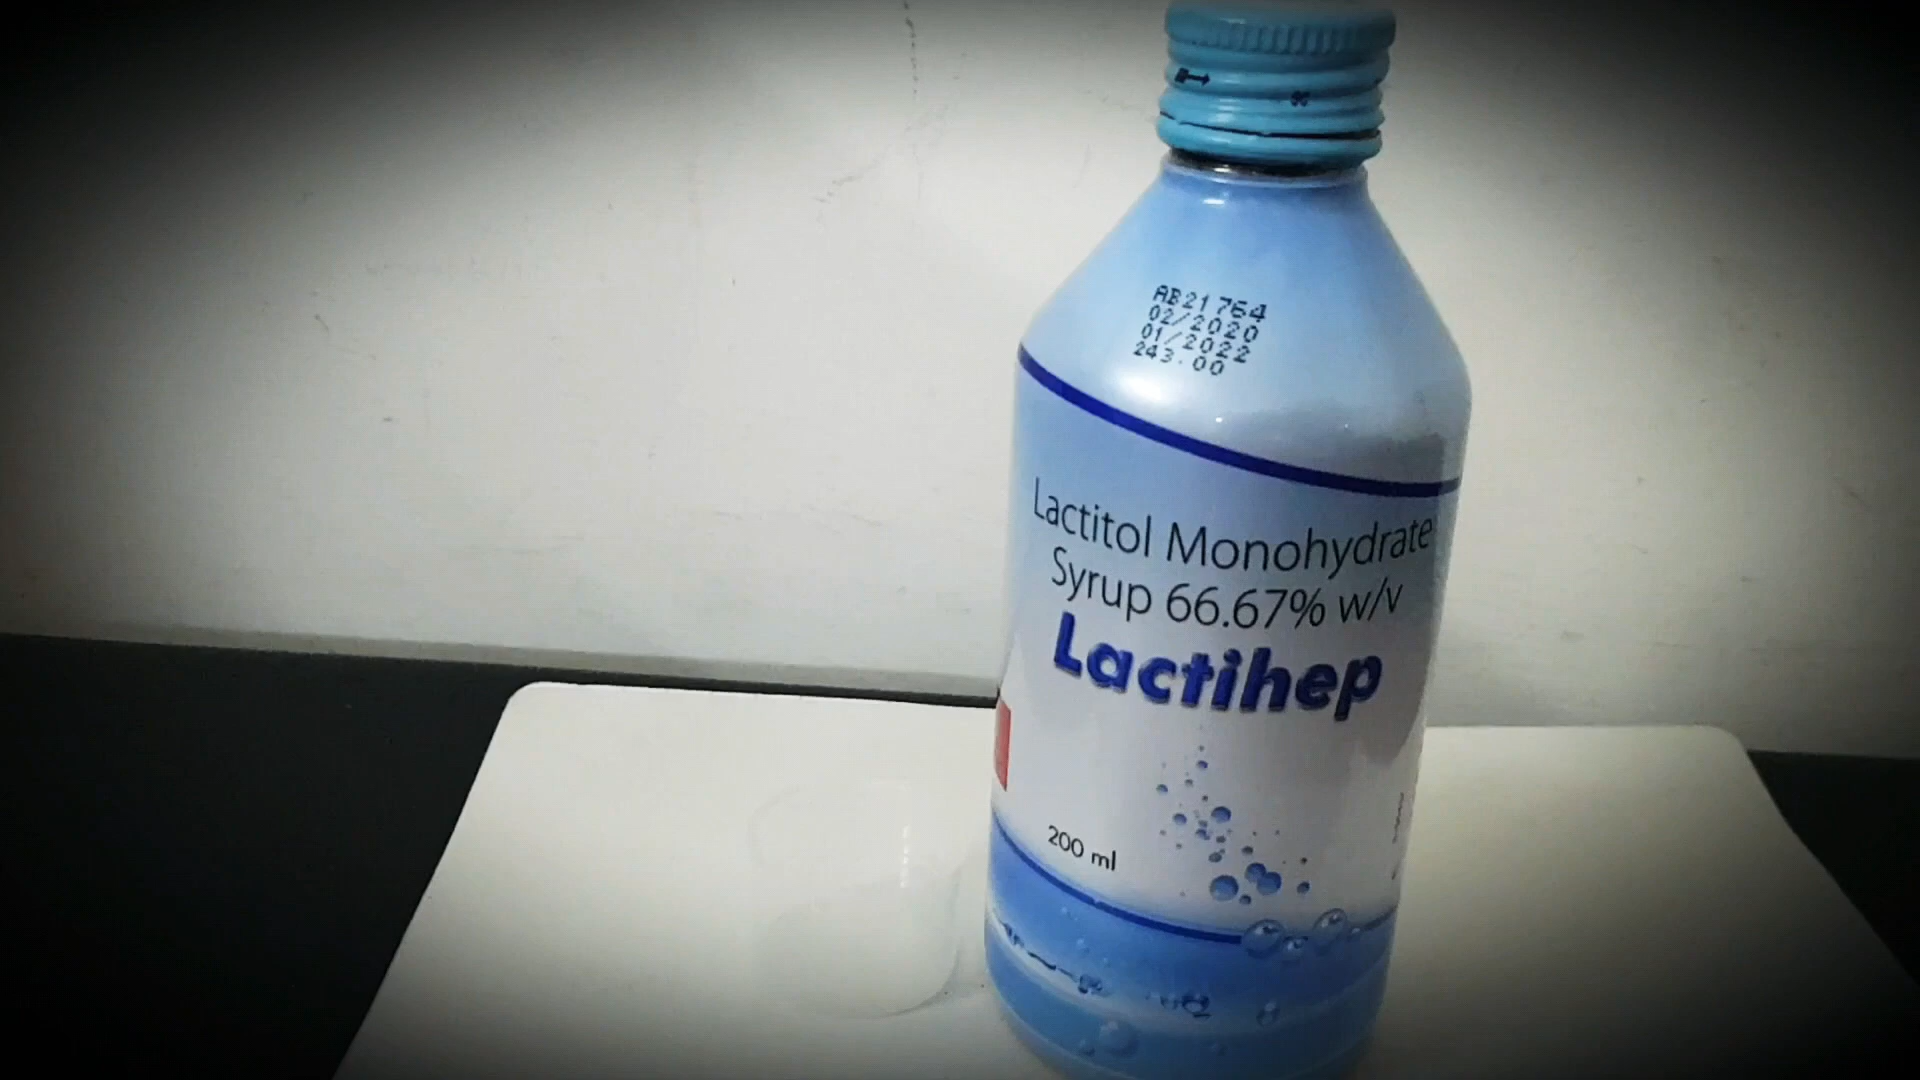 AB21764
02/2020
01/2022
243.00
Lactitol Monohydrate
Syrup 66.67% w/v
Lactihep
200 ml